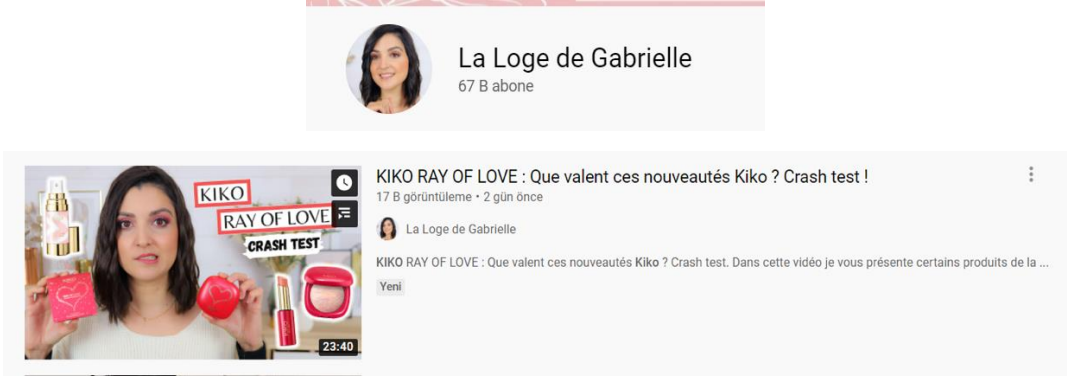 La Loge de Gabrielle
67 B abone
KIKO
RAY OF LOVE
CRASH TEST
23:40
KIKO RAY OF LOVE : Que valent ces nouveautés Kiko ? Crash test !
17 B görüntüleme • 2 gün önce
La Loge de Gabrielle
KIKO RAY OF LOVE : Que valent ces nouveautés Kiko ? Crash test. Dans cette vidéo je vous présente certains produits de la ...
Yeni